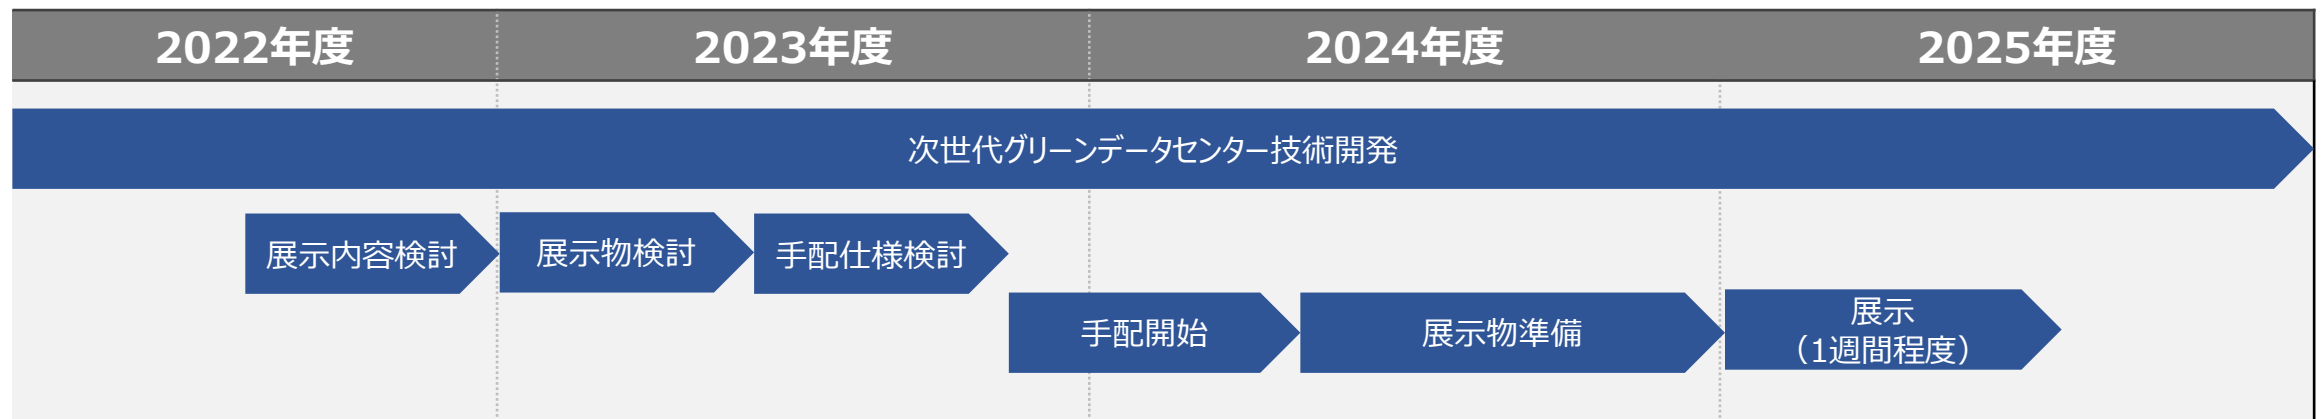 2022年度
2023年度
2024年度
2025年度
次世代グリーンデータセンター技術開発
展示内容検討
展示物検討
手配仕様検討
手配開始
展示物準備
展示
（1週間程度）